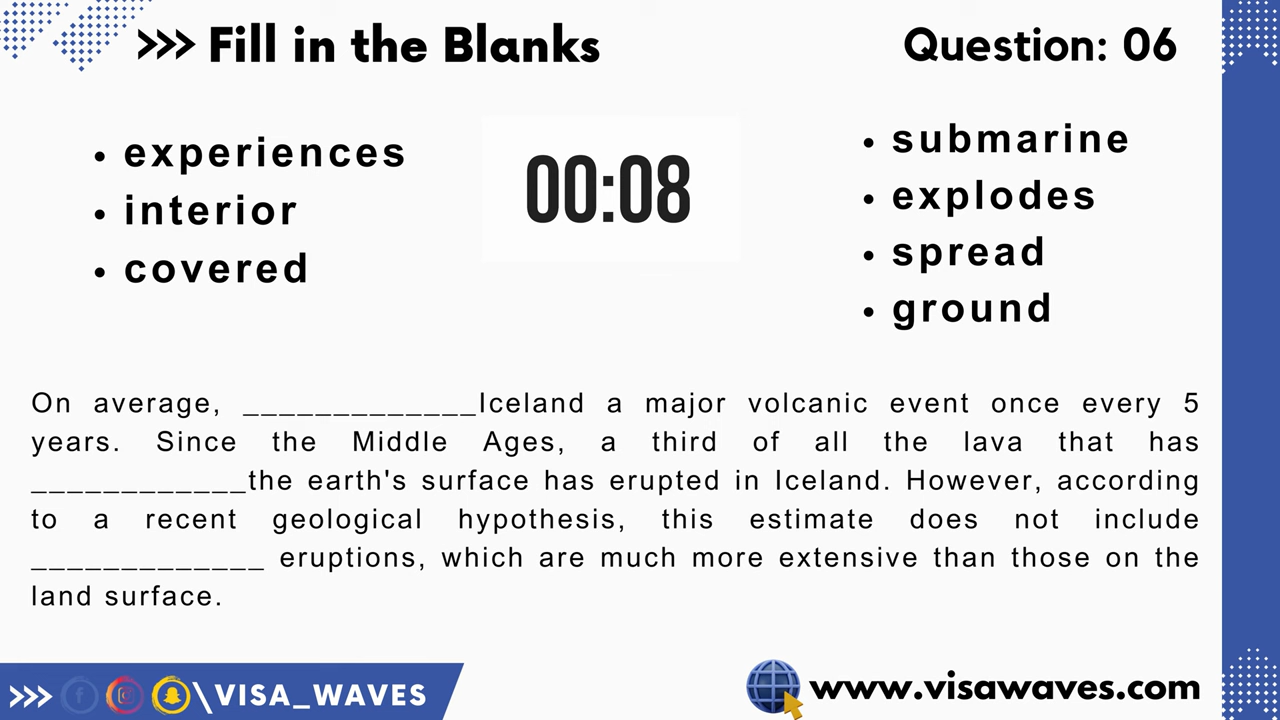 >>> Fill in the Blanks
Question: 06
• experiences
• interior
• covered
00:08
• submarine
• explodes
• spread
• ground
On average, _____________Iceland a major volcanic event once every 5
years. Since the Middle Ages, a third of all the lava that has
____________the earth's surface has erupted in Iceland. However, according
to a recent geological hypothesis, this estimate does not include
_____________ eruptions, which are much more extensive than those on the
land surface.
>>> \VISA_WAVES
www.visawaves.com